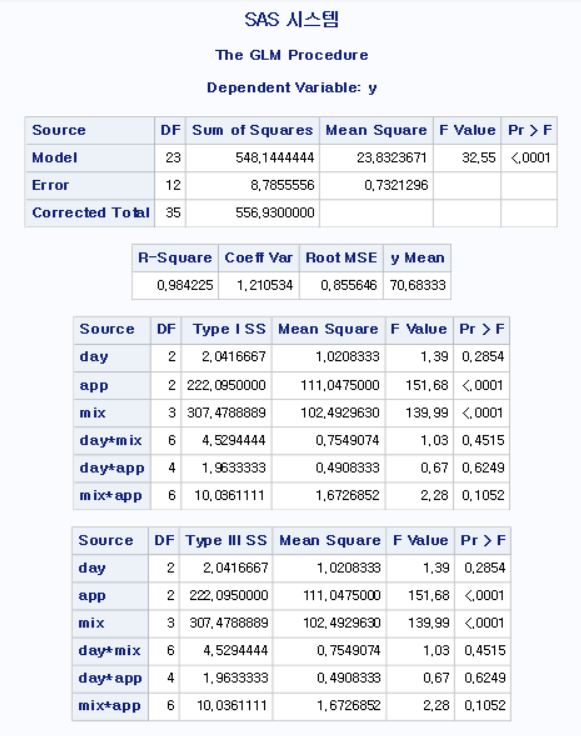 SAS 시스템
The GLM Procedure
Dependent Variable: y
Source DF Sum of Squares Mean Square F Value Pr > F
Model 23 548,1444444 23,8323671 32,55 <,0001
Error 12 8,7855556 0,7321296
Corrected Total 35 556,9300000
R-Square Coeff Var Root MSE y Mean
0,984225 1,210534 0,855646 70,68333
Source DF Type I SS Mean Square F Value Pr > F
day 2 2,0416667 1,0208333 1,39 0,2854
app 2 222,0950000 111,0475000 151,68 <,0001
mix 3 307,4788889 102,4929630 139,99 <,0001
day*mix 6 4,5294444 0,7549074 1,03 0,4515
day*app 4 1,9633333 0,4908333 0,67 0,6249
mix*app 6 10,0361111 1,6726852 2,28 0,1052
Source DF Type III SS Mean Square F Value Pr > F
day 2 2,0416667 1,0208333 1,39 0,2854
app 2 222,0950000 111,0475000 151,68 <,0001
mix 3 307,4788889 102,4929630 139,99 <,0001
day*mix 6 4,5294444 0,7549074 1,03 0,4515
day*app 4 1,9633333 0,4908333 0,67 0,6249
mix*app 6 10,0361111 1,6726852 2,28 0,1052